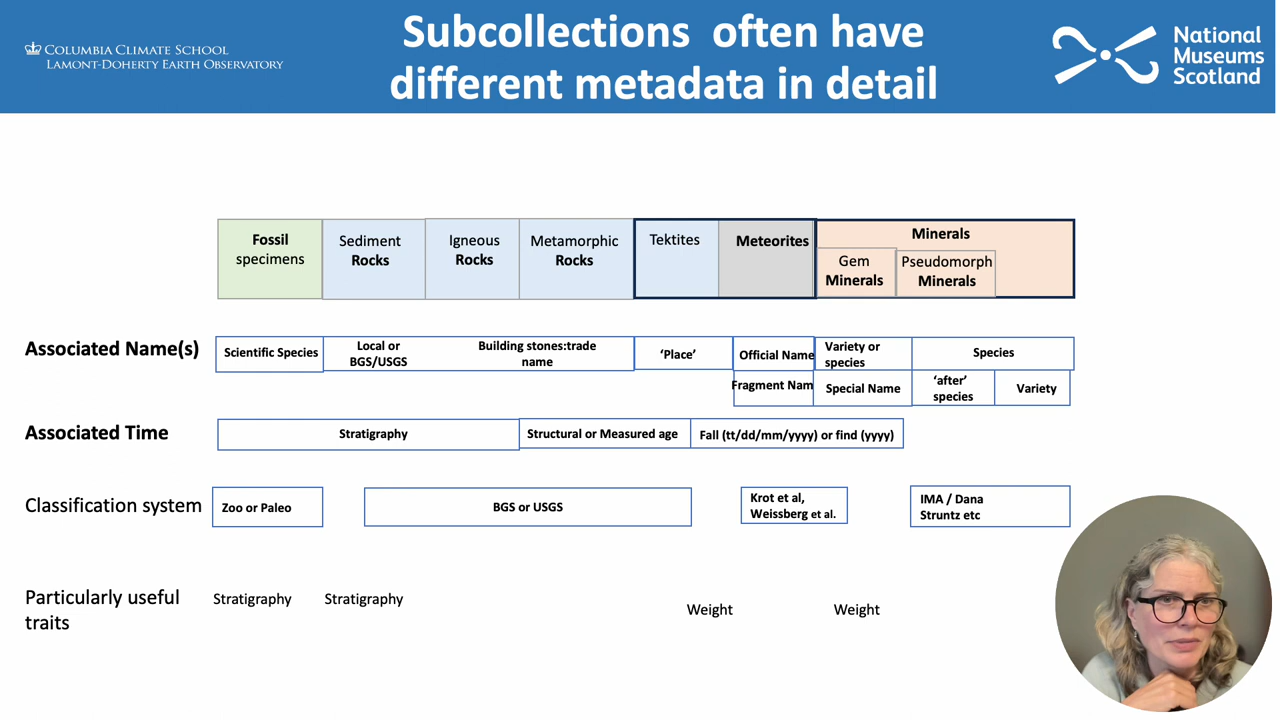 COLUMBIA CLIMATE SCHOOL
LAMONT-DOHERTY EARTH OBSERVATORY
Subcollections often have
different metadata in detail
National
Museums
Scotland
Fossil
specimens
Sediment
Rocks
Igneous
Rocks
Metamorphic
Rocks
Tektites
Meteorites
Minerals
Gem
Minerals
Pseudomorph
Minerals
Associated Name(s)
Scientific Species
Local or
BGS/USGS
Building stones:trade
name
‘Place’
Official Name
Variety or
species
Species
Fragment Nam
Special Name
‘after’
species
Variety
Associated Time
Stratigraphy
Structural or Measured age
Fall (tt/dd/mm/yyyy) or find (yyyy)
Classification system
Zoo or Paleo
BGS or USGS
Krot et al,
Weissberg et al.
IMA / Dana
Struntz etc
Particularly useful
traits
Stratigraphy
Stratigraphy
Weight
Weight